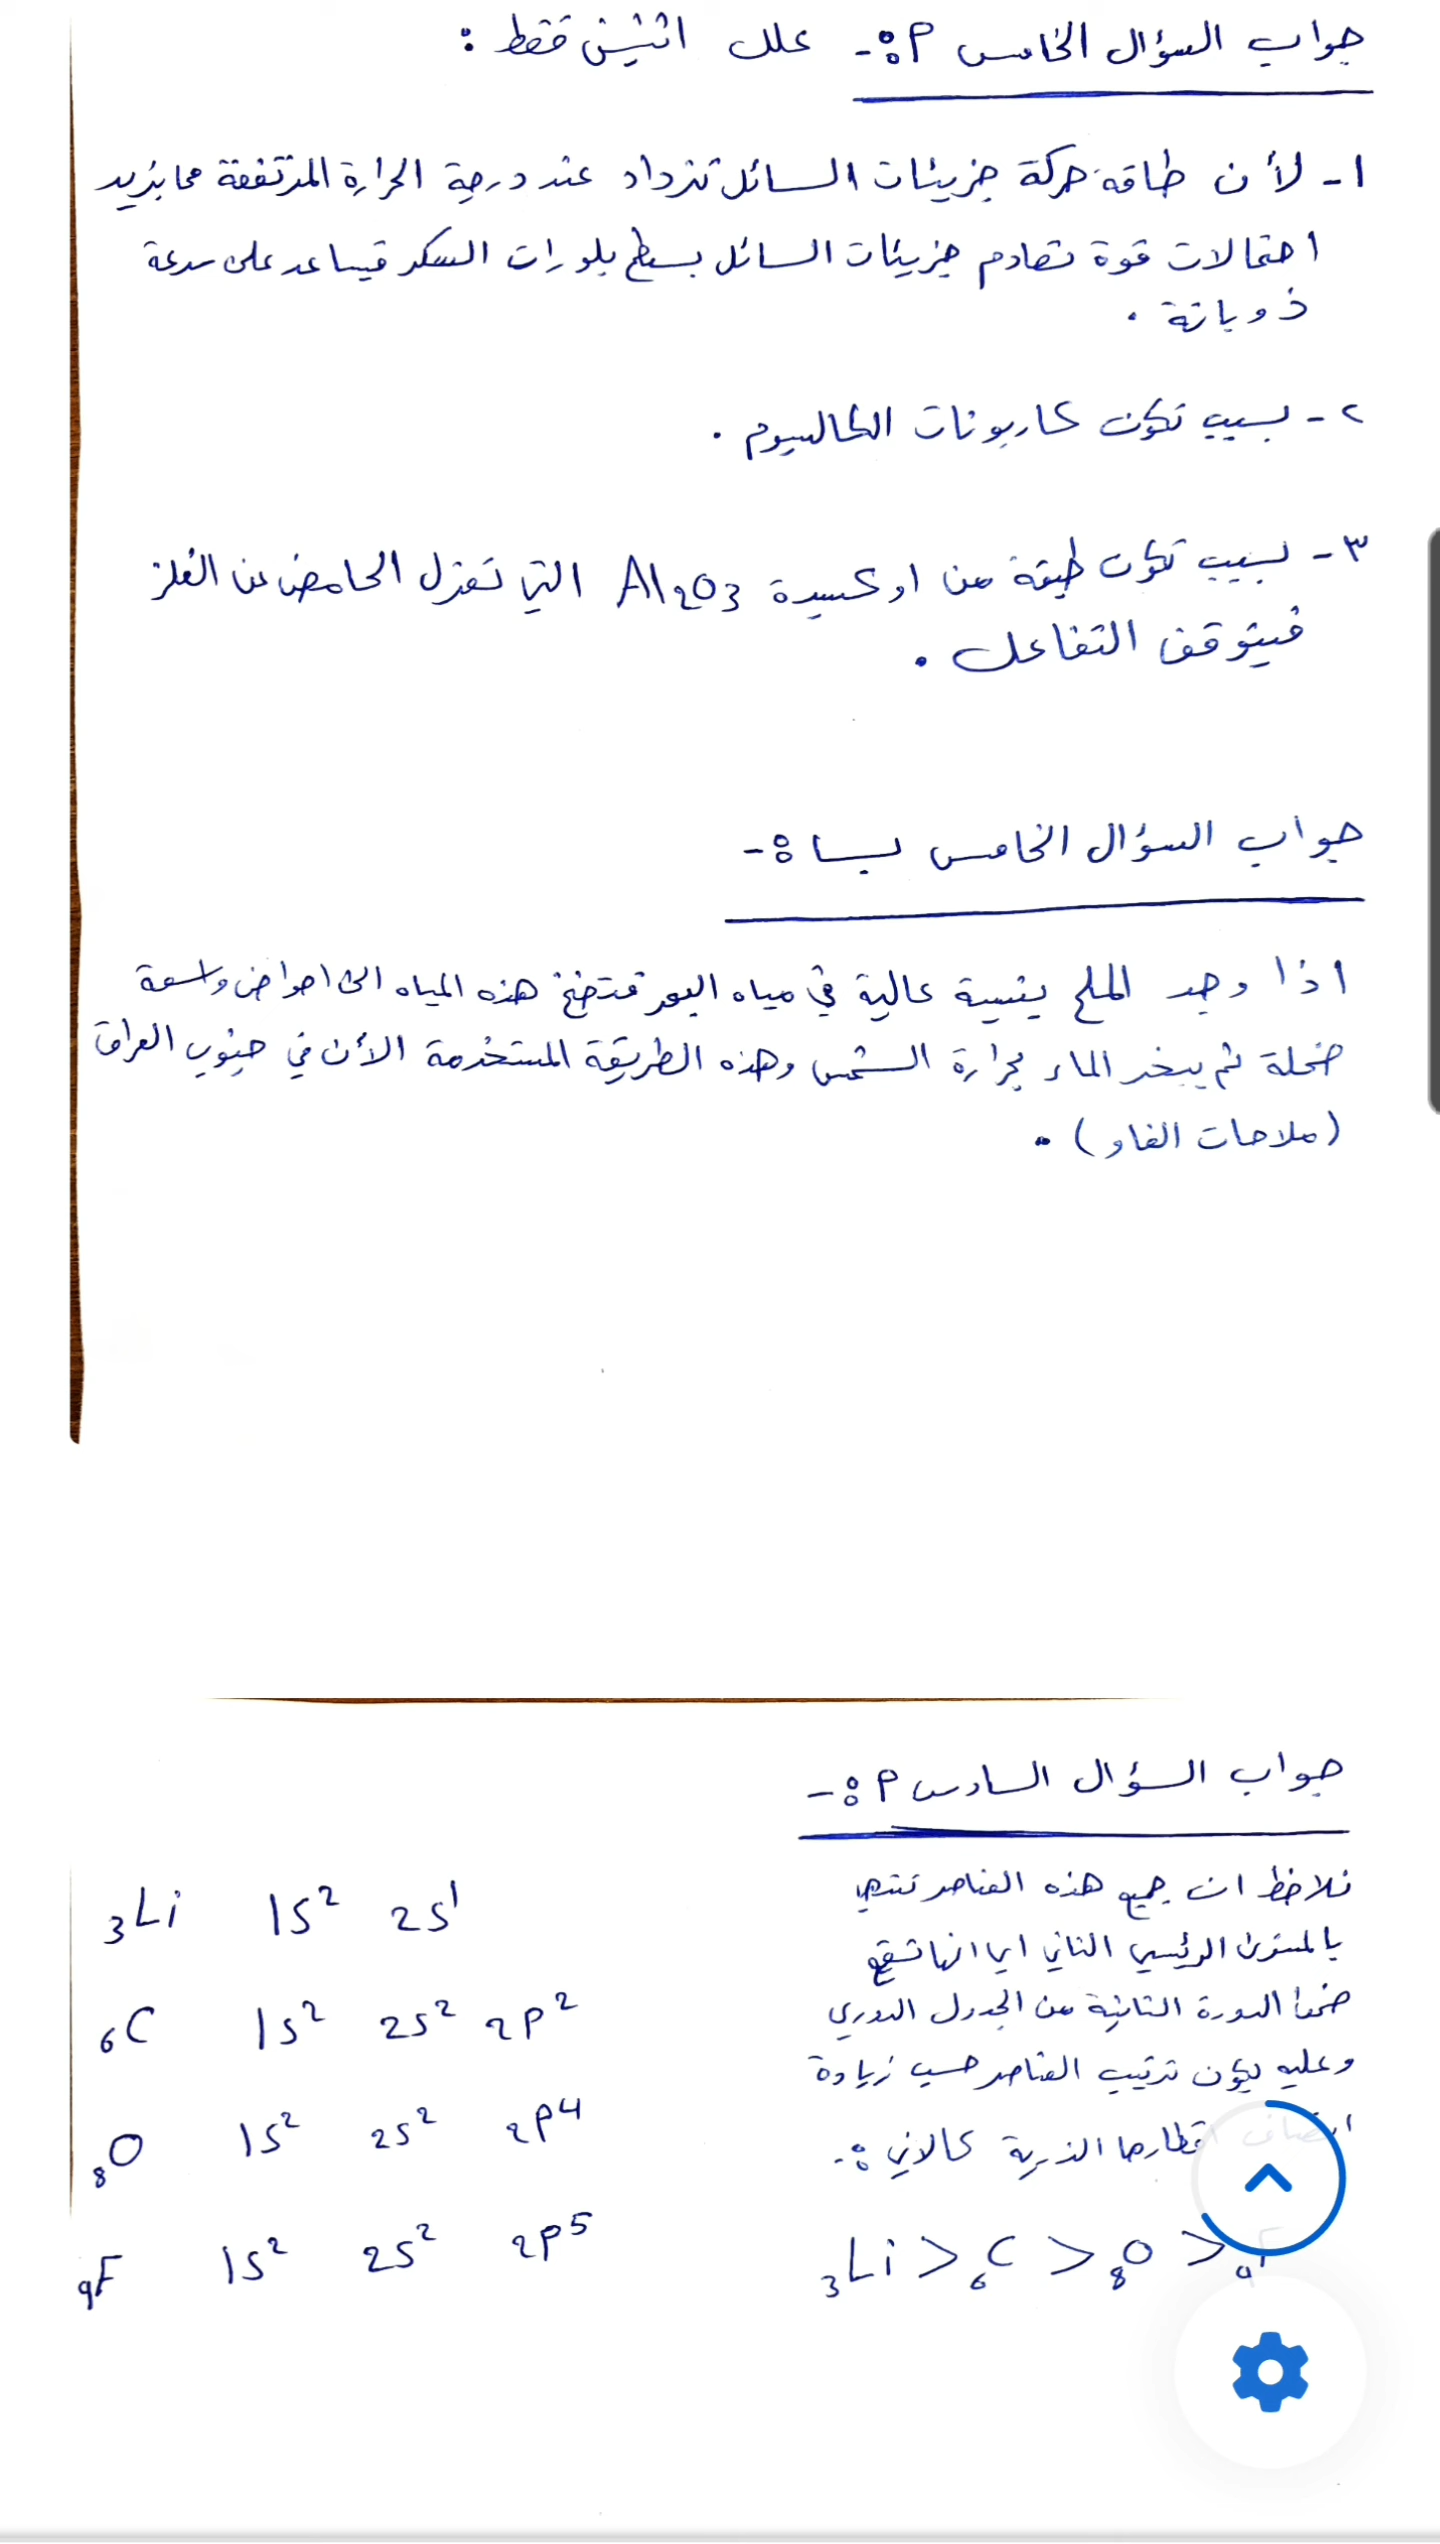 جواب السؤال الخامس P:- علل اثنين فقط :
١- لأن طاقة حركة جزيئات السائل تزداد عند درجة الحرارة المرتفعة مما يزيد
احتمالات قوة تصادم جزيئات السائل بسطح بلورات السكر فيساعد على سرعة
ذوبانه .
٢- بسبب تكون كاربونات الكالسيوم .
٣- بسبب تكون طبقة من اوكسيدة Al2O3 التي تعزل الحامض عن الفلز
فيتوقف التفاعل .
جواب السؤال الخامس ب :-
اذا وجد الملح بنسبة عالية في مياه البحر فتضخ هذه المياه الى احواض واسعة
ضحلة ثم يبخر الماء بحرارة الشمس وهذه الطريقة المستخدمة الأن في جنوب العراق
(ملاحات الفاو) .
جواب السؤال السادس P:-
نلاحظ ان جميع هذه العناصر تنتهي
بالمستوى الرئيسي الثاني اي انها تقع
ضمن الدورة الثانية من الجدول الدوري
وعليه يكون ترتيب العناصر حسب زيادة
اقطارها الذرية كالاتي :-
₃Li > ₆C > ₈O > ₉F
₃Li 1S² 2S¹
₆C 1S² 2S² 2P²
₈O 1S² 2S² 2P⁴
₉F 1S² 2S² 2P⁵